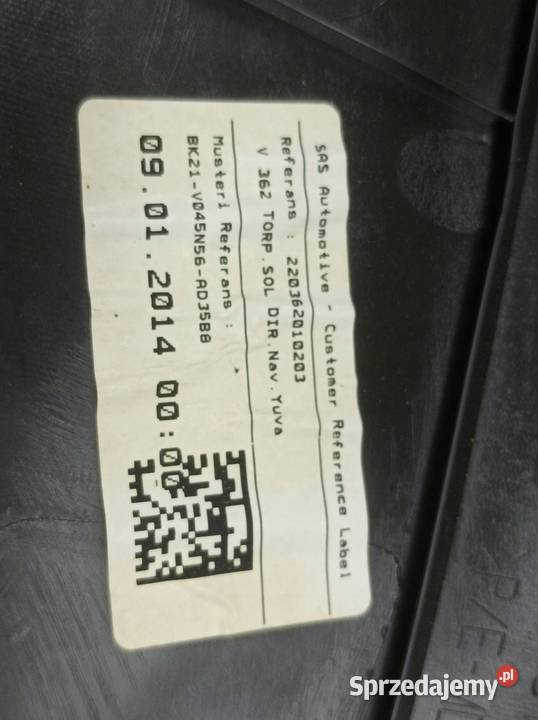 SAS Automotive - Customer Reference Label
Referans : 220362010203
V 362 TORP.SOL DIR.Nav.Yuva
Musteri Referans :
BK21-V045N56-AD35B8
09.01.2014 00:00
P/E-M
Sprzedajemy.pl